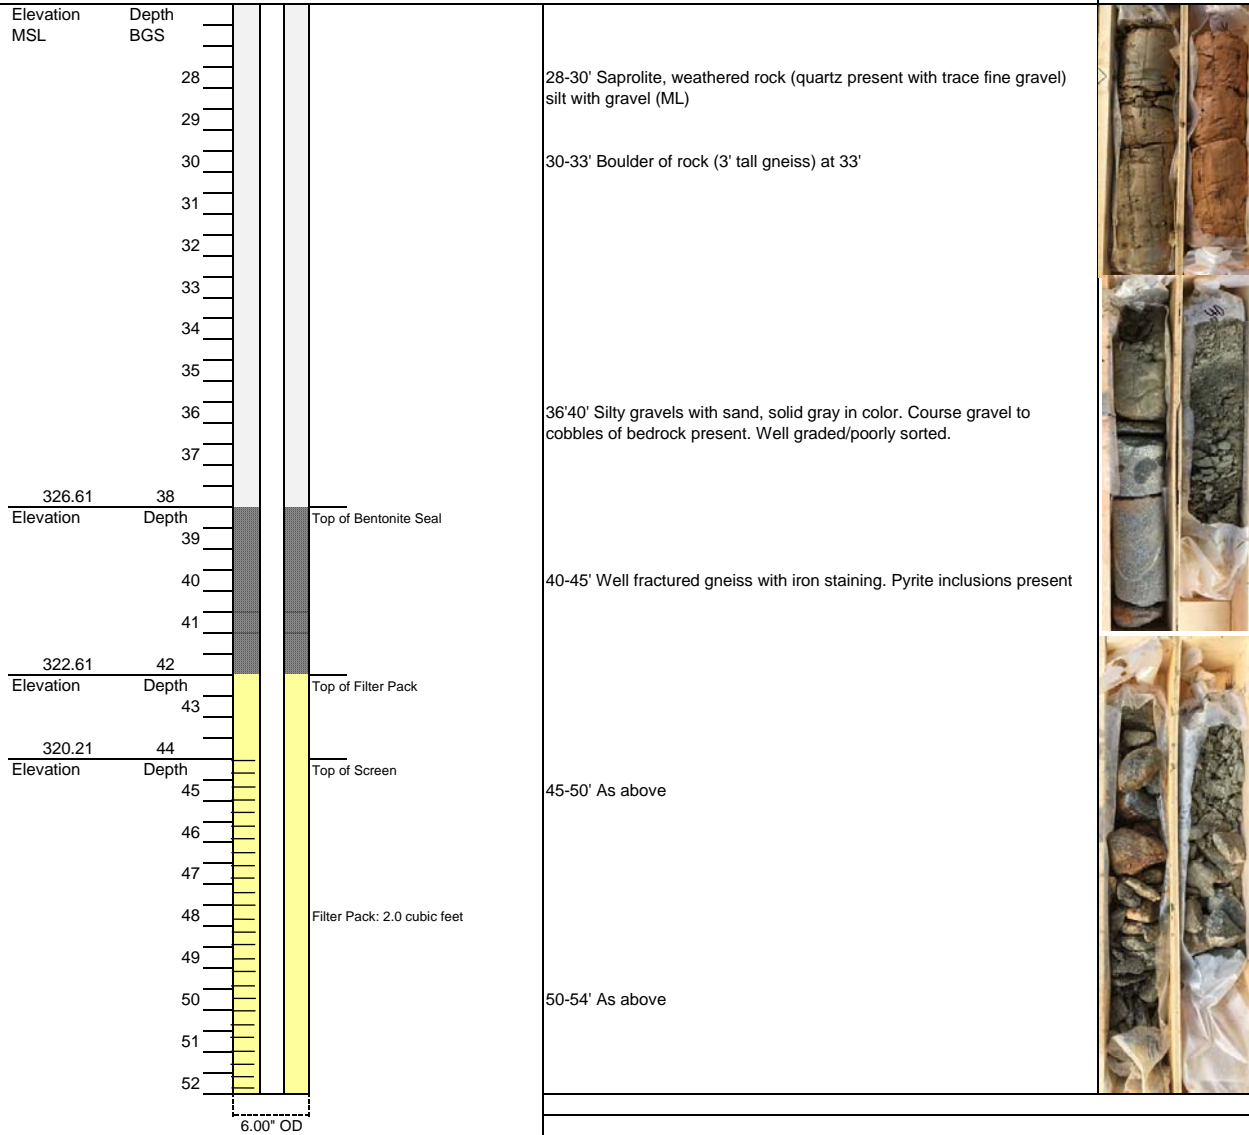 Elevation Depth
MSL BGS
28 28-30' Saprolite, weathered rock (quartz present with trace fine gravel)
silt with gravel (ML)
29
30 30-33' Boulder of rock (3' tall gneiss) at 33'
31
32
33
34
35
36 36'40' Silty gravels with sand, solid gray in color. Course gravel to
cobbles of bedrock present. Well graded/poorly sorted.
37
326.61 38
Elevation Depth Top of Bentonite Seal
39
40 40-45' Well fractured gneiss with iron staining. Pyrite inclusions present
41
322.61 42
Elevation Depth Top of Filter Pack
43
320.21 44
Elevation Depth Top of Screen
45 45-50' As above
46
47
48 Filter Pack: 2.0 cubic feet
49
50 50-54' As above
51
52
6.00" OD